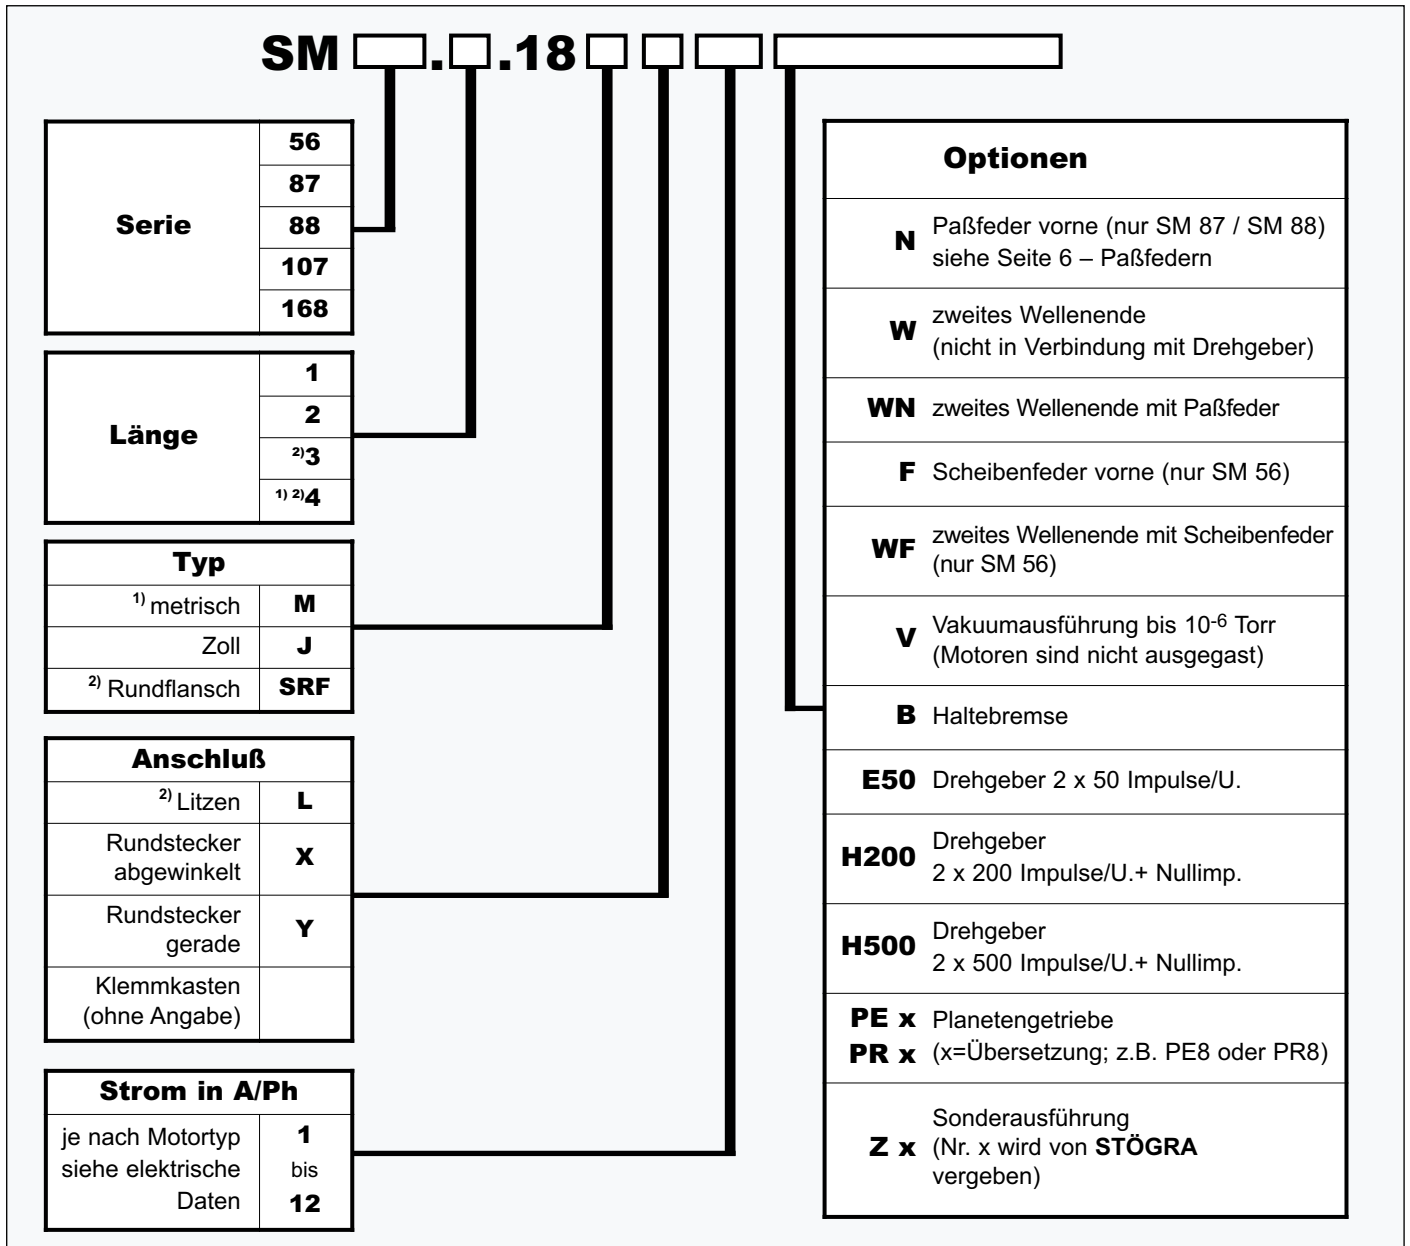 SM . .18
Serie
56
87
88
107
168
Länge
1
2
2)3
1) 2)4
Typ
1) metrisch M
Zoll J
2) Rundflansch SRF
Anschluß
2) Litzen L
Rundstecker
abgewinkelt
X
Rundstecker
gerade
Y
Klemmkasten
(ohne Angabe)
Strom in A/Ph
je nach Motortyp
siehe elektrische
Daten
1
bis
12
Optionen
N
Paßfeder vorne (nur SM 87 / SM 88)
siehe Seite 6 – Paßfedern
W
zweites Wellenende
(nicht in Verbindung mit Drehgeber)
WN zweites Wellenende mit Paßfeder
F Scheibenfeder vorne (nur SM 56)
WF
zweites Wellenende mit Scheibenfeder
(nur SM 56)
V
Vakuumausführung bis 10-6 Torr
(Motoren sind nicht ausgegast)
B Haltebremse
E50 Drehgeber 2 x 50 Impulse/U.
H200
Drehgeber
2 x 200 Impulse/U.+ Nullimp.
H500
Drehgeber
2 x 500 Impulse/U.+ Nullimp.
PE x Planetengetriebe
PR x (x=Übersetzung; z.B. PE8 oder PR8)
Z x
Sonderausführung
(Nr. x wird von STÖGRA
vergeben)